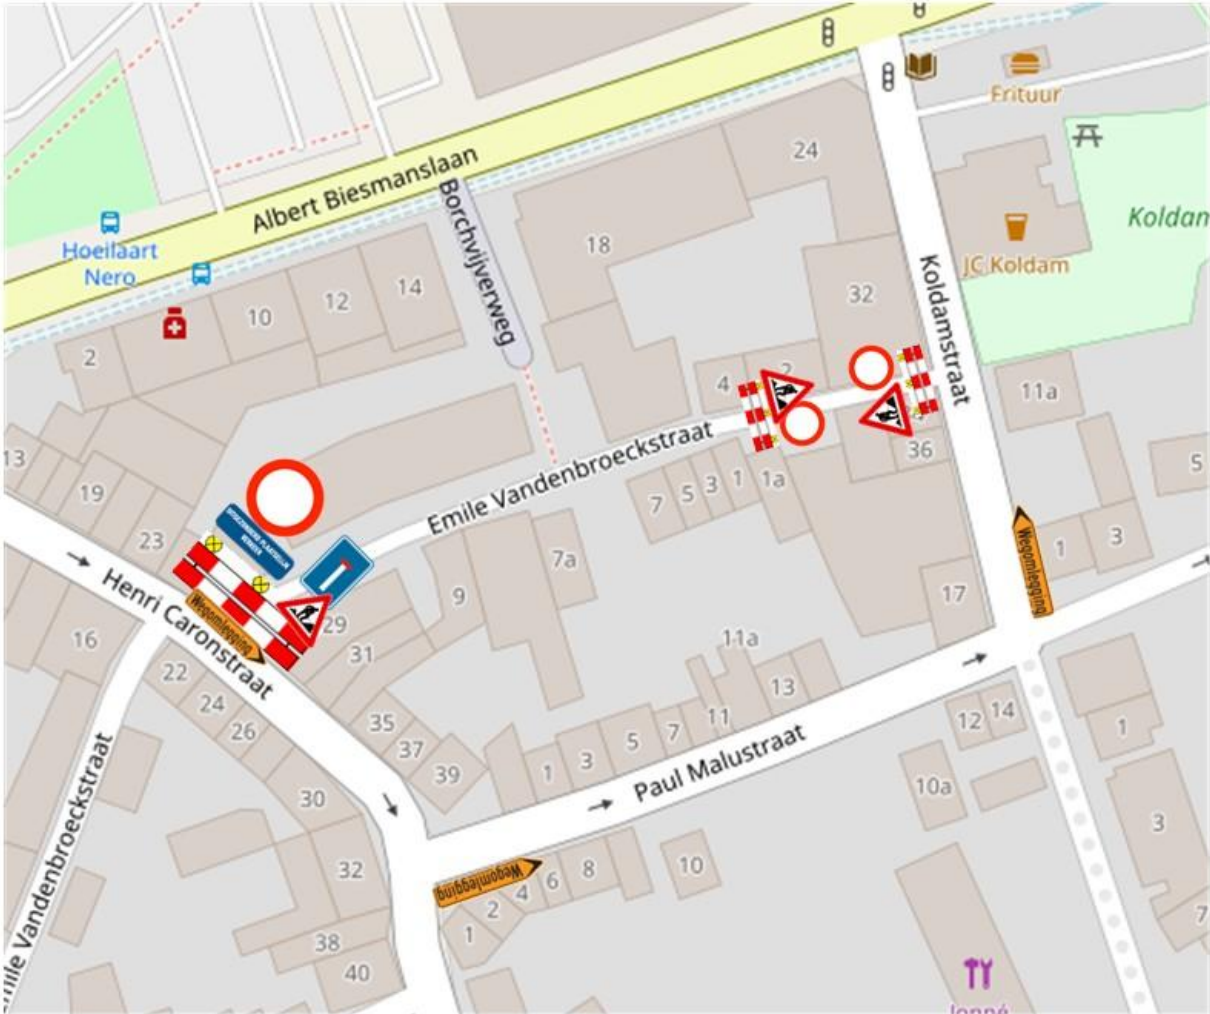 Albert Biesmanslaan
Borchvijverweg
Hoeilaart
Nero
2
10
12
14
18
24
32
Koldamstraat
Frituur
JC Koldam
Koldam
11a
5
4
2
36
Emile Vandenbroeckstraat
7
5
3
1
1a
7a
9
13
19
23
29
31
UITGEZONDERD PLAATSELIJK
VERKEER
Wegomlegging
Henri Caronstraat
16
22
24
26
30
32
35
37
39
38
40
Emile Vandenbroeckstraat
Wegomlegging
1
3
17
11a
13
11
7
5
3
1
Paul Malustraat
12
14
10a
1
3
7
10
8
6
4
2
1
Wegomlegging
Jonné